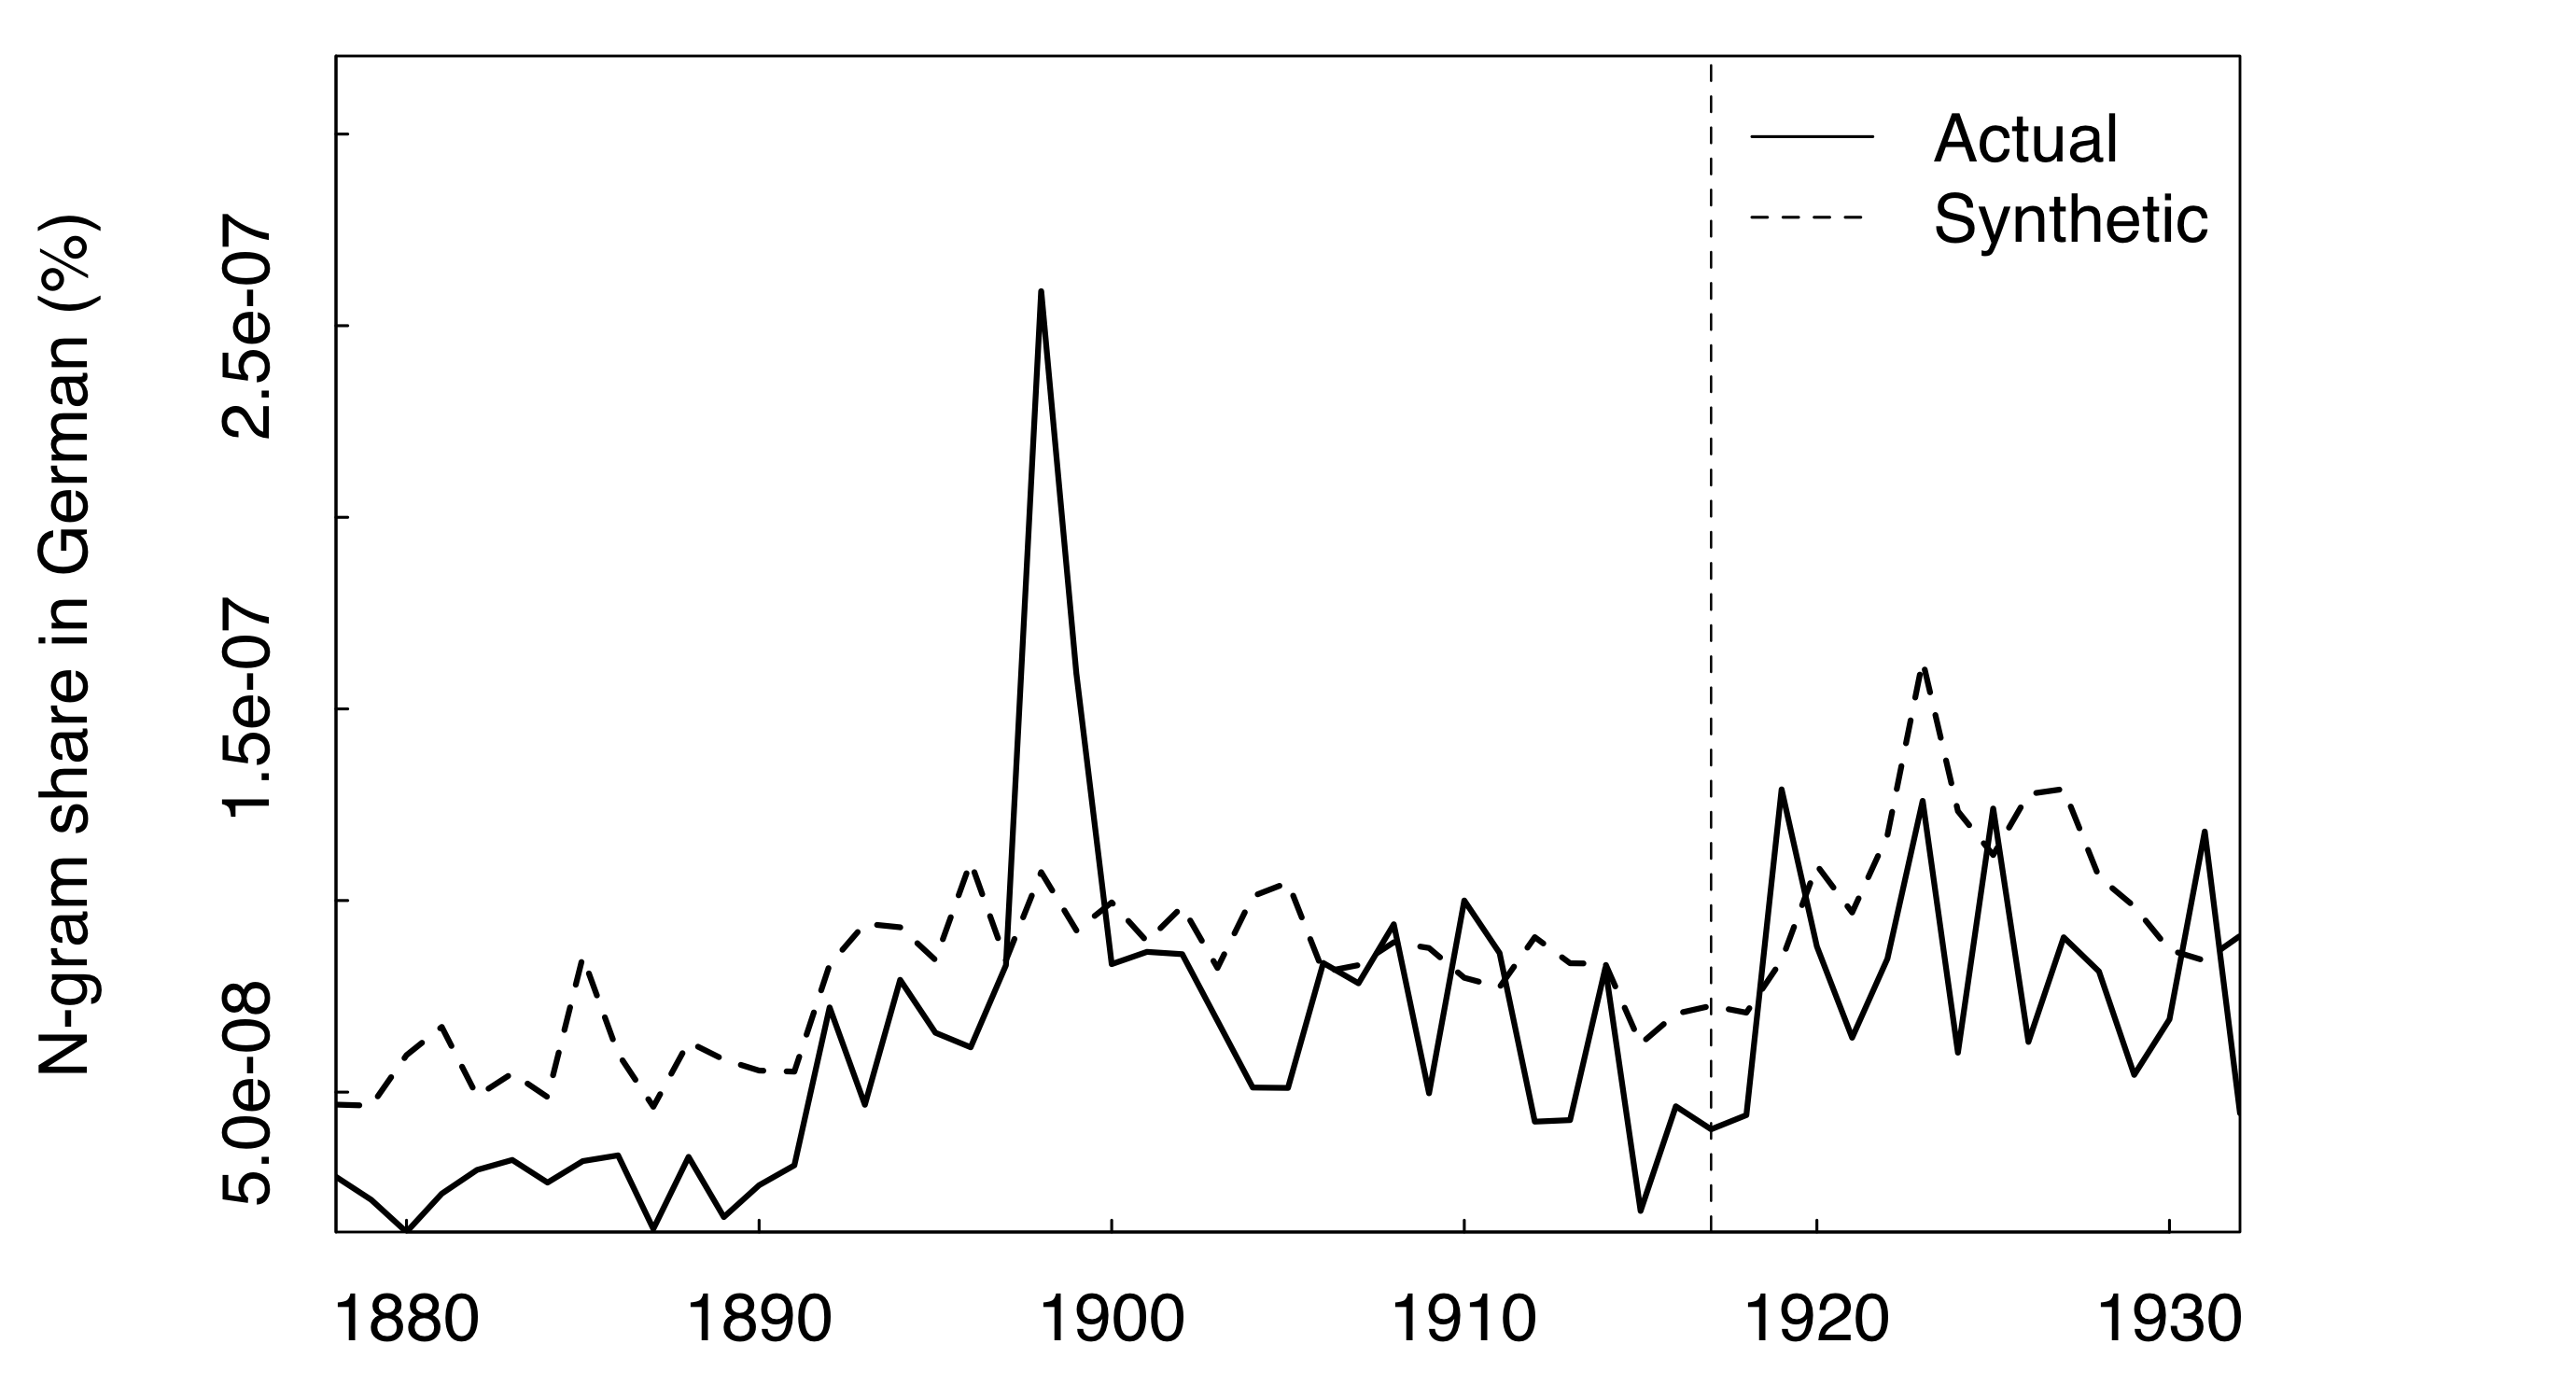 N-gram share in German (%)
2.5e-07
1.5e-07
5.0e-08
Actual
Synthetic
1880 1890 1900 1910 1920 1930